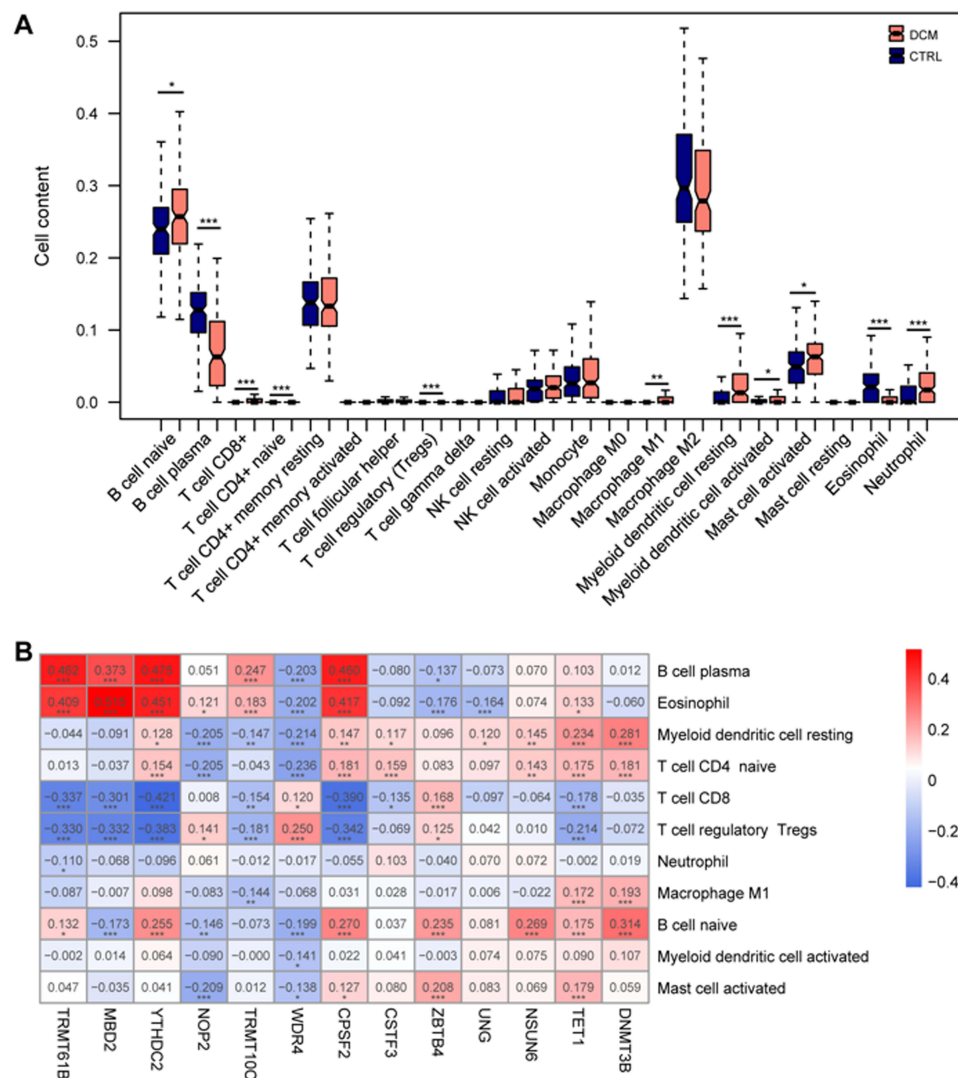 A
DCM
CTRL
Cell content
0.5
0.4
0.3
0.2
0.1
0.0
*
***
***
***
***
**
***
*
*
***
***
B cell naive
B cell plasma
T cell CD8+
T cell CD4+ naive
T cell CD4+ memory resting
T cell CD4+ memory activated
T cell follicular helper
T cell regulatory (Tregs)
T cell gamma delta
NK cell resting
NK cell activated
Monocyte
Macrophage M0
Macrophage M1
Macrophage M2
Myeloid dendritic cell resting
Myeloid dendritic cell activated
Mast cell activated
Mast cell resting
Eosinophil
Neutrophil
B
0.462 0.373 0.475 0.051 0.247 −0.203 0.460 −0.080 −0.137 −0.073 0.070 0.103 0.012 B cell plasma
*** *** *** *** *** *** *
0.409 0.515 0.451 0.121 0.183 −0.202 0.417 −0.092 −0.176 −0.164 0.074 0.133 −0.060 Eosinophil
*** *** *** * *** *** *** *** ** *
−0.044 −0.091 0.128 −0.205 −0.147 −0.214 0.147 0.117 0.096 0.120 0.145 0.234 0.281 Myeloid dendritic cell resting
* *** ** *** ** * * ** *** ***
0.013 −0.037 0.154 −0.205 −0.043 −0.236 0.181 0.159 0.083 0.097 0.143 0.175 0.181 T cell CD4 naive
*** *** *** *** *** ** *** ***
−0.337 −0.301 −0.421 0.008 −0.154 0.120 −0.390 −0.135 0.168 −0.097 −0.064 −0.178 −0.035 T cell CD8
*** *** *** ** * *** * *** ***
−0.330 −0.332 −0.383 0.141 −0.181 0.250 −0.342 −0.069 0.125 0.042 0.010 −0.214 −0.072 T cell regulatory Tregs
*** *** *** * *** *** *** * ***
−0.110 −0.068 −0.096 0.061 −0.012 −0.017 −0.055 0.103 −0.040 0.070 0.072 −0.002 0.019 Neutrophil
*
−0.087 −0.007 0.098 −0.083 −0.144 −0.068 0.031 0.028 −0.017 0.006 −0.022 0.172 0.193 Macrophage M1
** *** ***
0.132 −0.173 0.255 −0.146 −0.073 −0.199 0.270 0.037 0.235 0.081 0.269 0.175 0.314 B cell naive
* *** *** ** *** *** *** *** *** ***
−0.002 0.014 0.064 −0.090 −0.000 −0.141 0.022 0.041 −0.003 0.074 0.075 0.090 0.107 Myeloid dendritic cell activated
*
0.047 −0.035 0.041 −0.209 0.012 −0.138 0.127 0.080 0.208 0.083 0.069 0.179 0.059 Mast cell activated
*** * * *** ***
TRMT61B
MBD2
YTHDC2
NOP2
TRMT10C
WDR4
CPSF2
CSTF3
ZBTB4
UNG
NSUN6
TET1
DNMT3B
0.4
0.2
0
−0.2
−0.4